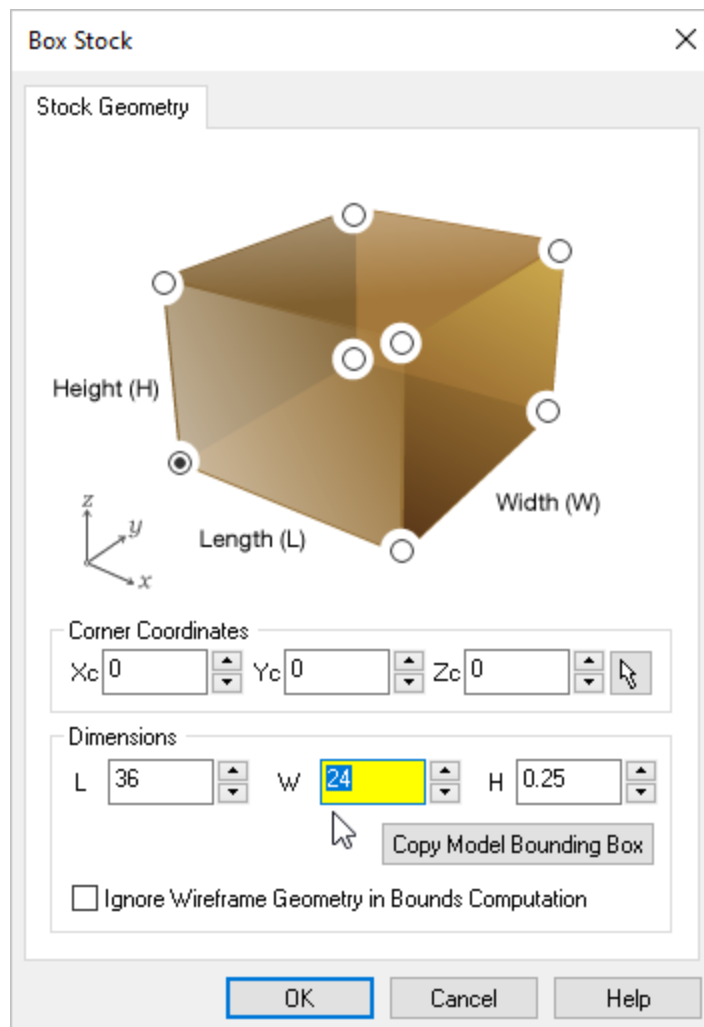 Box Stock
Stock Geometry
Height (H)
Width (W)
Length (L)
z
y
x
Corner Coordinates
Xc 0 Yc 0 Zc 0
Dimensions
L 36 W 24 H 0.25
Copy Model Bounding Box
Ignore Wireframe Geometry in Bounds Computation
OK Cancel Help